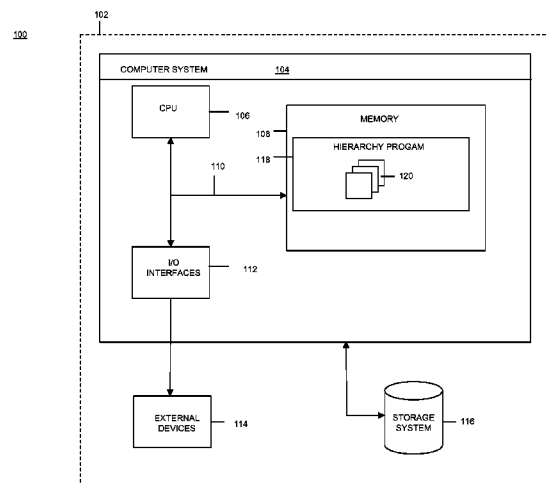 102
100
COMPUTER SYSTEM 104
CPU
106
MEMORY
108
HIERARCHY PROGAM
118
120
110
I/O
INTERFACES
112
EXTERNAL
DEVICES
114
STORAGE
SYSTEM
116